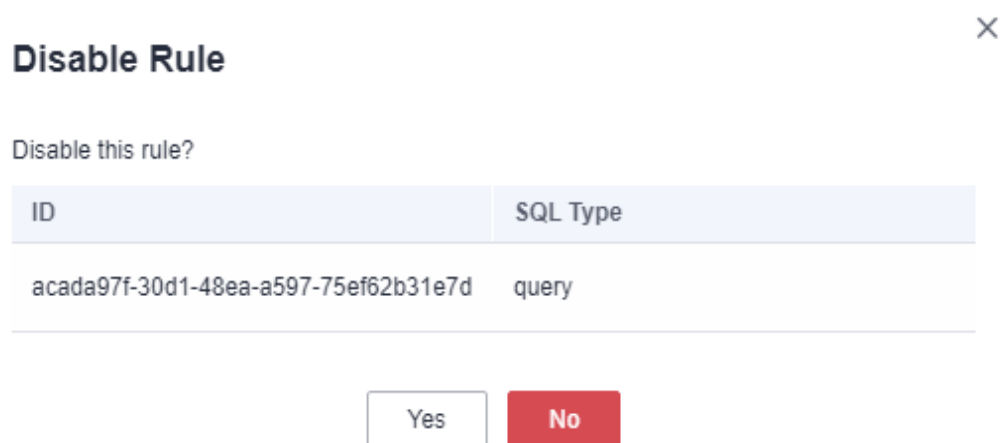 Disable Rule
Disable this rule?
ID SQL Type
acada97f-30d1-48ea-a597-75ef62b31e7d query
Yes No